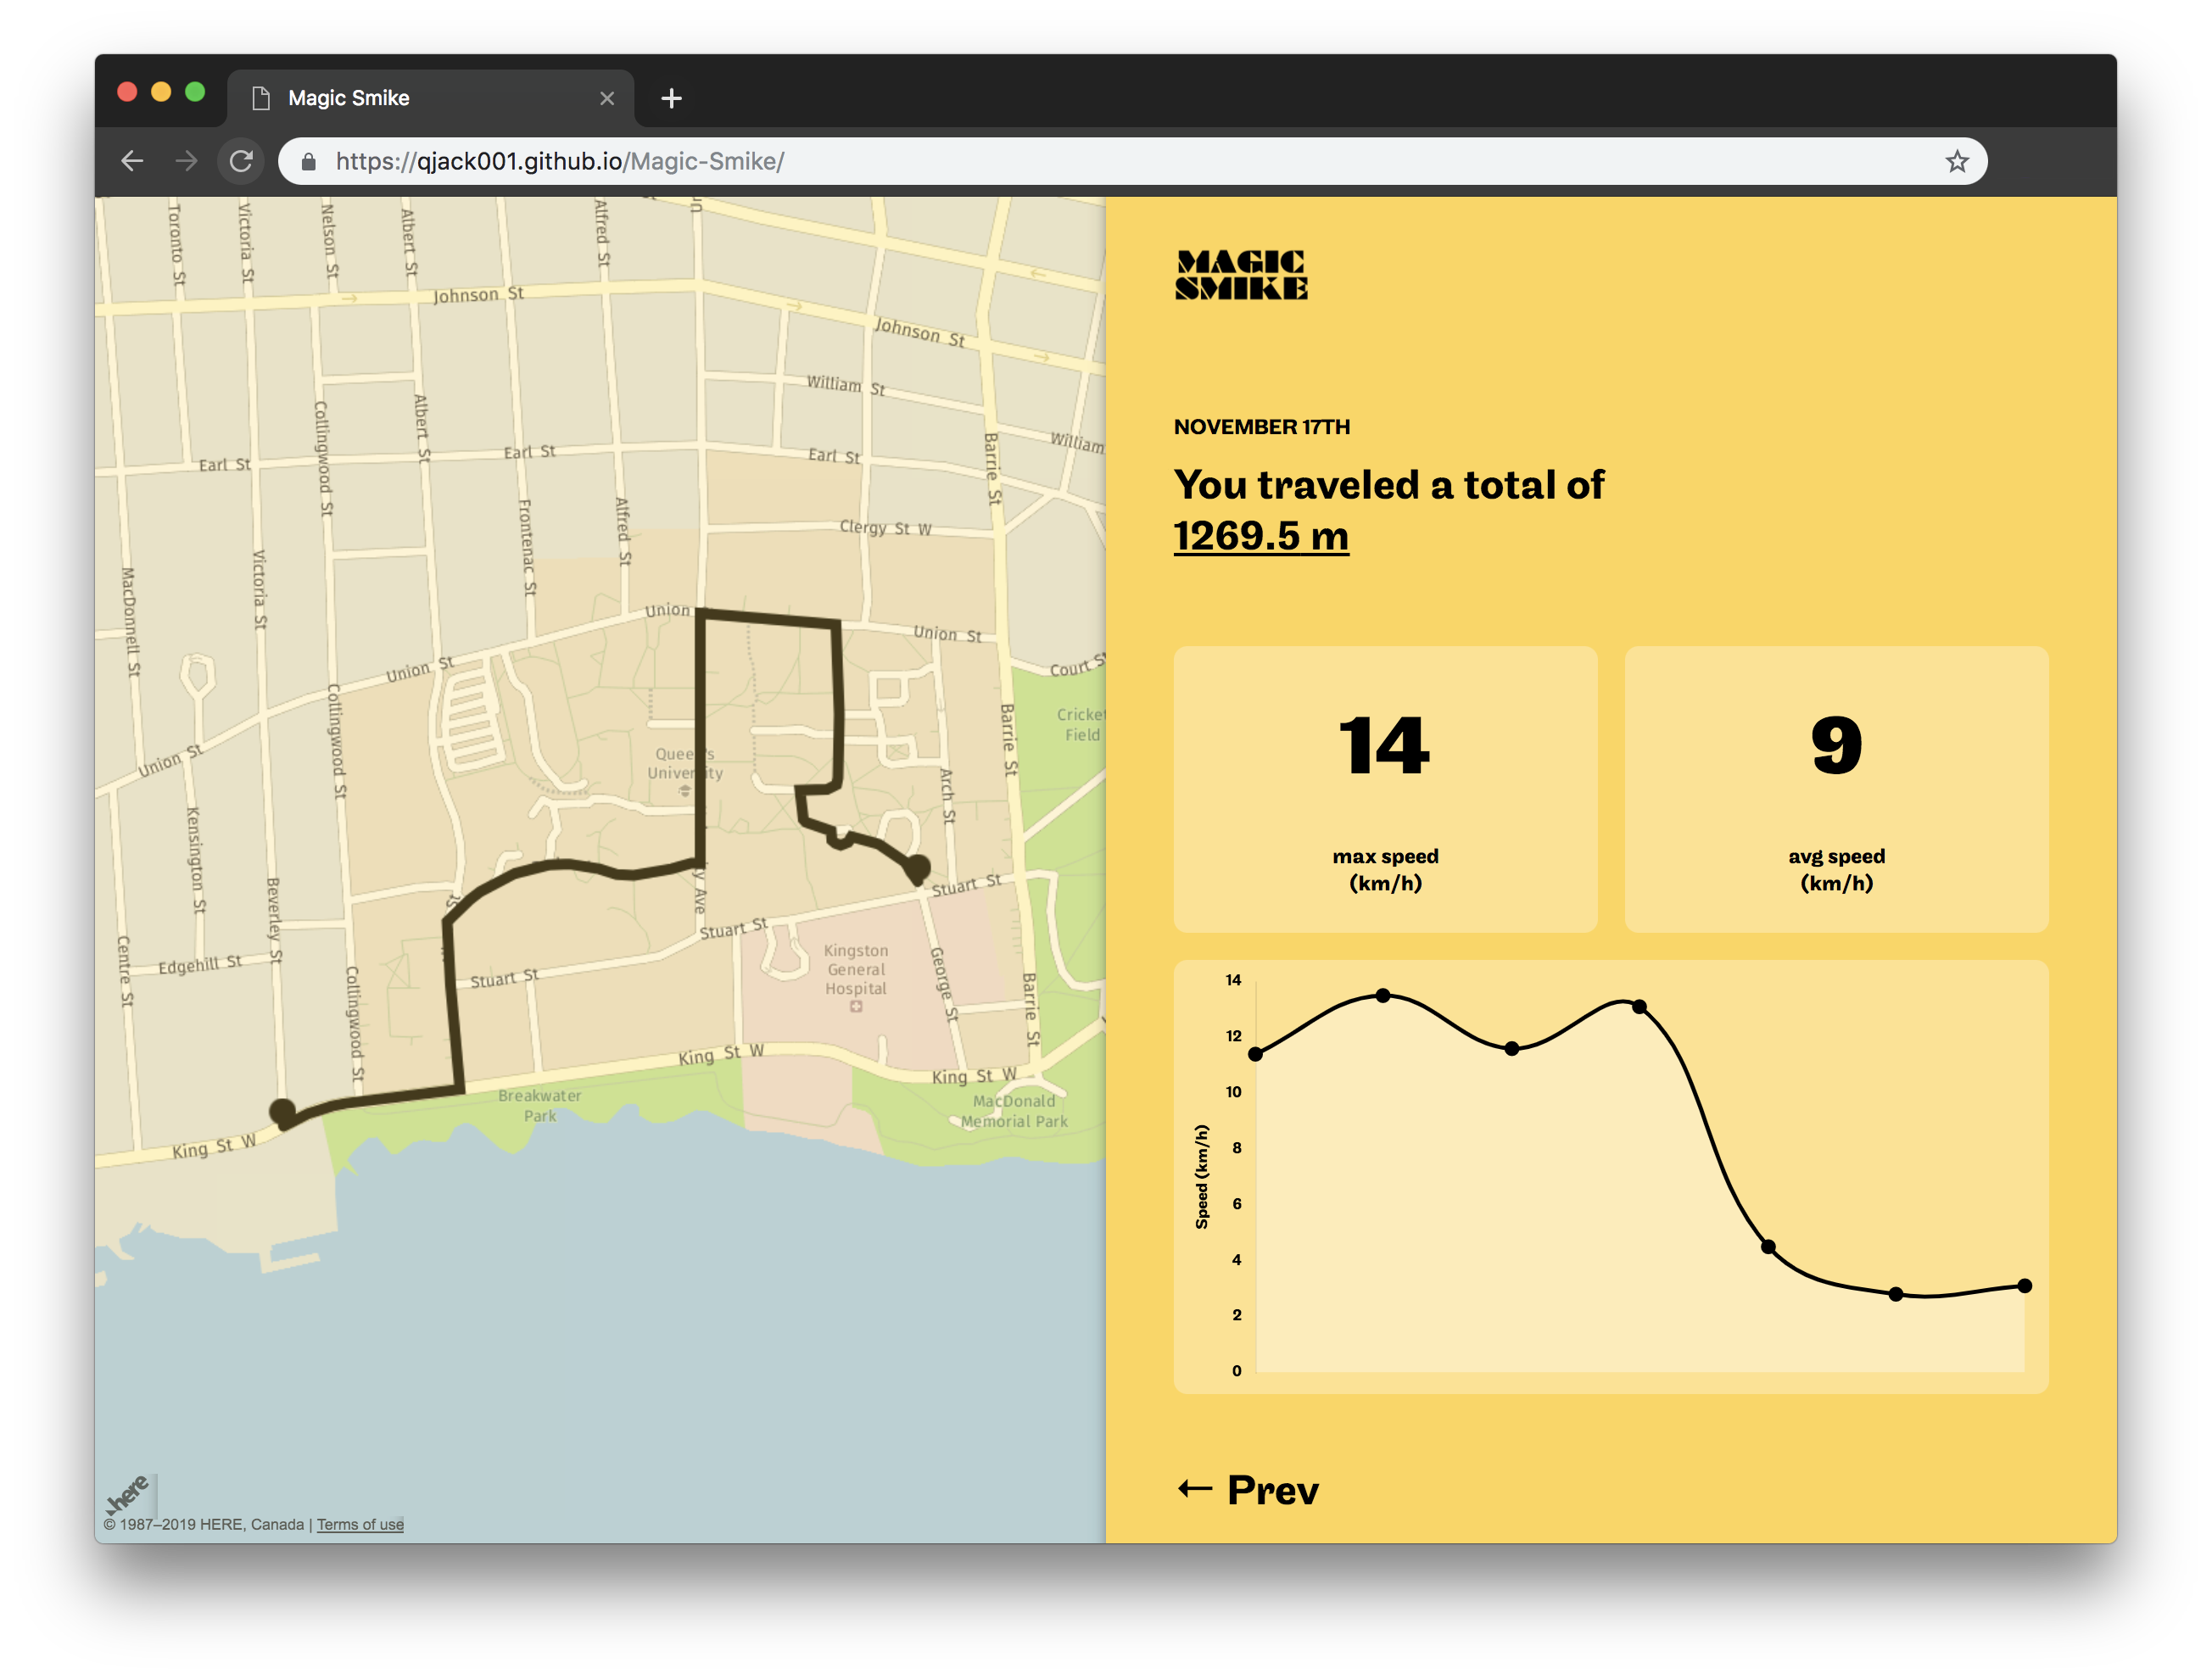 Magic Smike
https://qjack001.github.io/Magic-Smike/
Toronto St
Victoria St
Nelson St
Albert St
Alfred St
Johnson St
Johnson St
William St
William
Collingwood St
Albert St
Earl St
Earl St
Earl St
Barrie St
Frontenac St
Alfred St
Clergy St W
MacDonnell St
Victoria St
Union
Union St
Union St
Court St
Collingwood St
Barrie St
Cricket
Field
Union St
Queen's
University
Arch St
Kensington St
Beverley St
y Ave
Stuart St
Stuart St
Centre St
Edgehill St
Collingwood St
Stuart St
Kingston
General
Hospital
George St
Barrie St
King St W
King St W
Breakwater
Park
MacDonald
Memorial Park
King St W
here
© 1987–2019 HERE, Canada | Terms of use
MAGIC
SMIKE
NOVEMBER 17TH
You traveled a total of
1269.5 m
14
max speed
(km/h)
9
avg speed
(km/h)
14
12
10
8
6
4
2
0
Speed (km/h)
← Prev